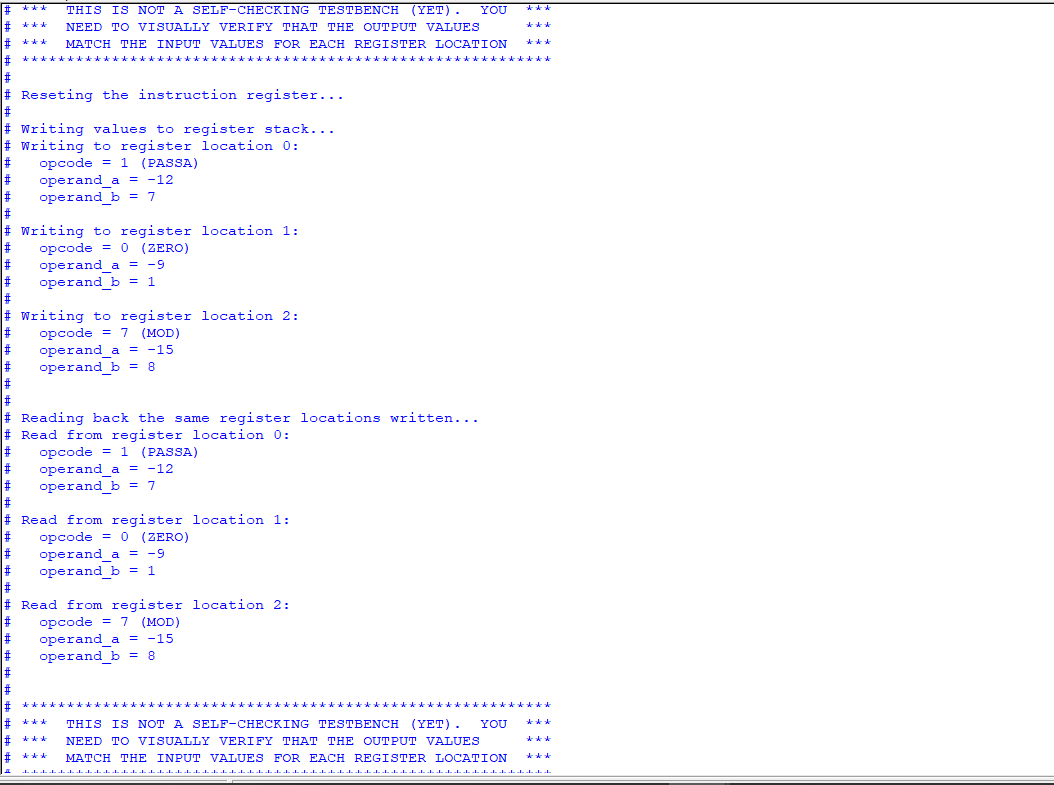 # ***  THIS IS NOT A SELF-CHECKING TESTBENCH (YET).  YOU  ***
# ***  NEED TO VISUALLY VERIFY THAT THE OUTPUT VALUES     ***
# ***  MATCH THE INPUT VALUES FOR EACH REGISTER LOCATION  ***
# ***********************************************************
#
# Reseting the instruction register...
#
# Writing values to register stack...
# Writing to register location 0:
#   opcode = 1 (PASSA)
#   operand_a = -12
#   operand_b = 7
#
# Writing to register location 1:
#   opcode = 0 (ZERO)
#   operand_a = -9
#   operand_b = 1
#
# Writing to register location 2:
#   opcode = 7 (MOD)
#   operand_a = -15
#   operand_b = 8
#
#
# Reading back the same register locations written...
# Read from register location 0:
#   opcode = 1 (PASSA)
#   operand_a = -12
#   operand_b = 7
#
# Read from register location 1:
#   opcode = 0 (ZERO)
#   operand_a = -9
#   operand_b = 1
#
# Read from register location 2:
#   opcode = 7 (MOD)
#   operand_a = -15
#   operand_b = 8
#
#
# ***********************************************************
# ***  THIS IS NOT A SELF-CHECKING TESTBENCH (YET).  YOU  ***
# ***  NEED TO VISUALLY VERIFY THAT THE OUTPUT VALUES     ***
# ***  MATCH THE INPUT VALUES FOR EACH REGISTER LOCATION  ***
# ***********************************************************